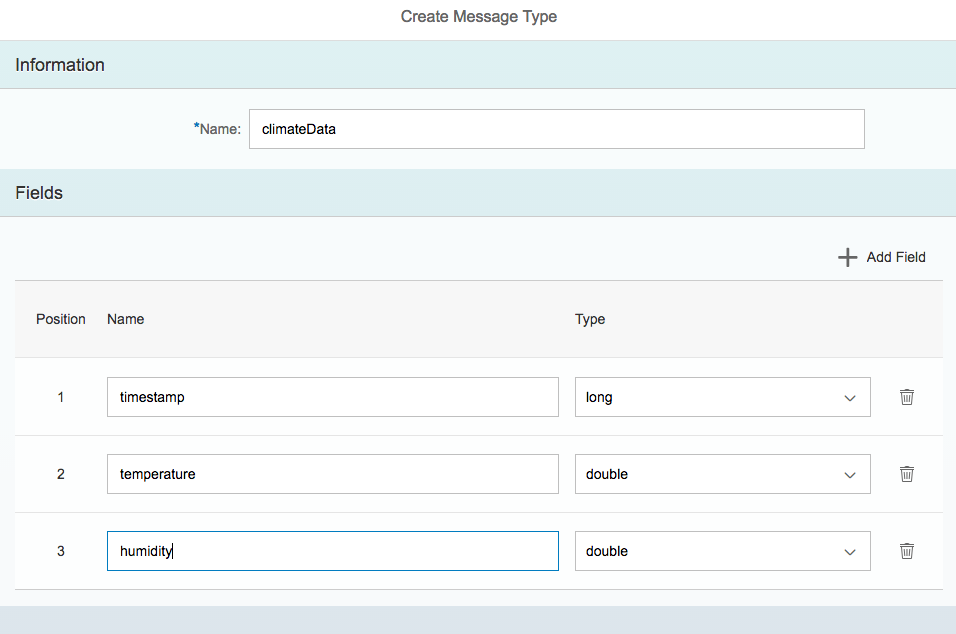 Create Message Type
Information
*Name: climateData
Fields
Add Field
Position Name Type
1 timestamp long
2 temperature double
3 humidity double